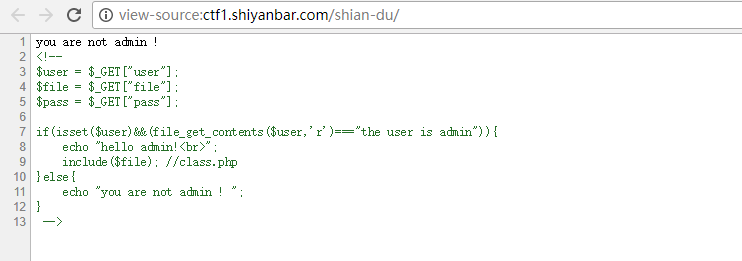 view-source:ctf1.shiyanbar.com/shian-du/
1 you are not admin !
2 <!--
3 $user = $_GET["user"];
4 $file = $_GET["file"];
5 $pass = $_GET["pass"];
6
7 if(isset($user)&&(file_get_contents($user,'r')==="the user is admin")){
8 echo "hello admin!<br>";
9 include($file); //class.php
10 }else{
11 echo "you are not admin ! ";
12 }
13 -->